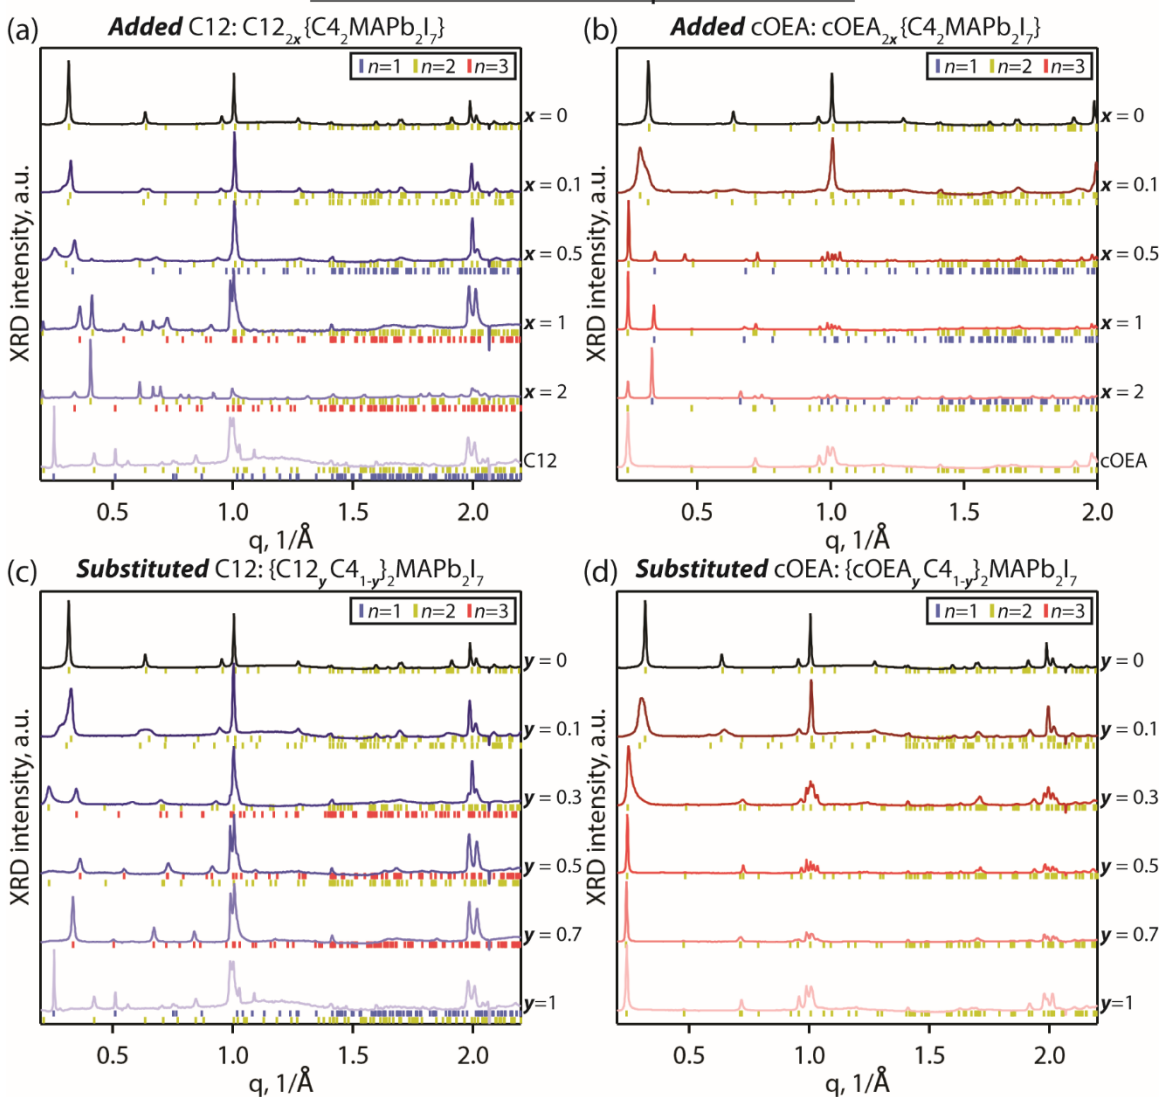 (a) Added C12: C12₂ₓ{C4₂MAPb₂I₇}
n=1 n=2 n=3
XRD intensity, a.u.
x = 0
x = 0.1
x = 0.5
x = 1
x = 2
C12
0.5 1.0 1.5 2.0
q, 1/Å
(b) Added cOEA: cOEA₂ₓ{C4₂MAPb₂I₇}
n=1 n=2 n=3
XRD intensity, a.u.
x = 0
x = 0.1
x = 0.5
x = 1
x = 2
cOEA
0.5 1.0 1.5 2.0
q, 1/Å
(c) Substituted C12: {C12_y C4_1-y}₂MAPb₂I₇
n=1 n=2 n=3
XRD intensity, a.u.
y = 0
y = 0.1
y = 0.3
y = 0.5
y = 0.7
y=1
0.5 1.0 1.5 2.0
q, 1/Å
(d) Substituted cOEA: {cOEA_y C4_1-y}₂MAPb₂I₇
n=1 n=2 n=3
XRD intensity, a.u.
y = 0
y = 0.1
y = 0.3
y = 0.5
y = 0.7
y=1
0.5 1.0 1.5 2.0
q, 1/Å